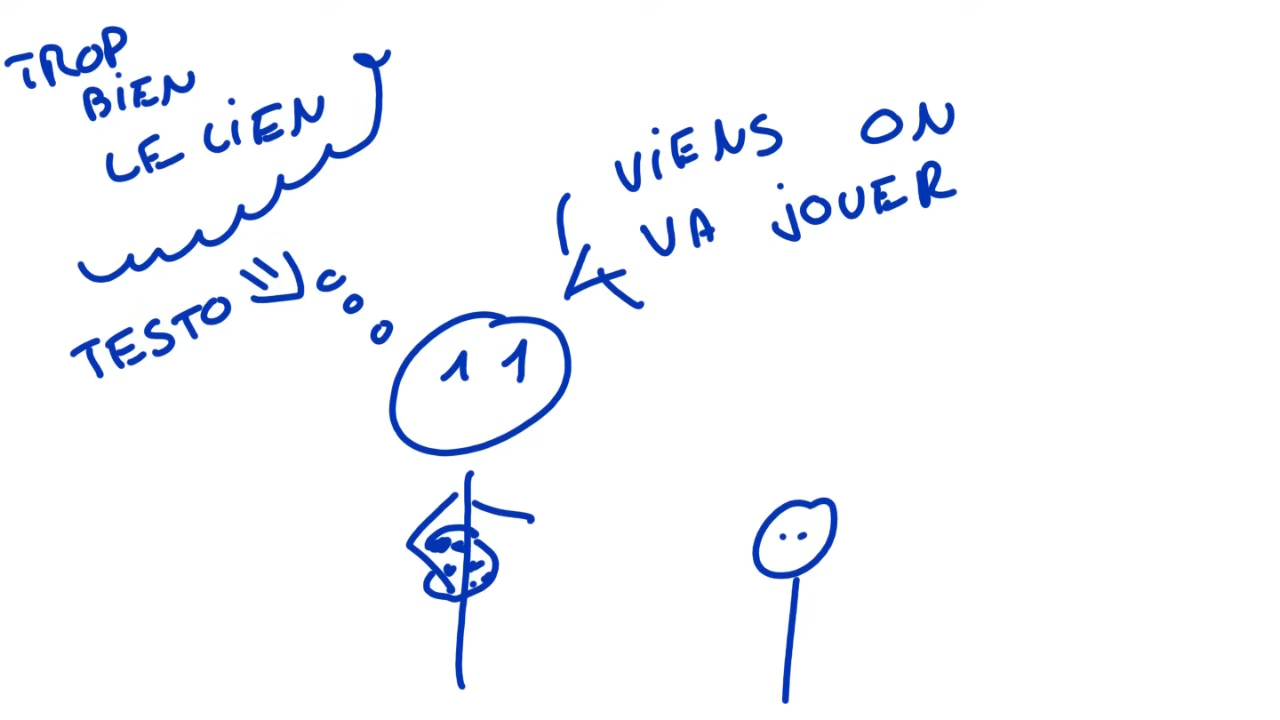 TROP
BiEN
LE LiEN
TESTO
ViENS ON
VA jOUER